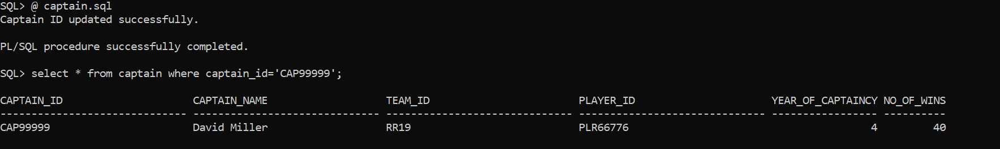 SQL> @ captain.sql
Captain ID updated successfully.
PL/SQL procedure successfully completed.
SQL> select * from captain where captain_id='CAP99999';
CAPTAIN_ID CAPTAIN_NAME TEAM_ID PLAYER_ID YEAR_OF_CAPTAINCY NO_OF_WINS
------------------------------ ------------------------------ ------------------------------ ------------------------------ ----------------- ----------
CAP99999 David Miller RR19 PLR66776 4 40